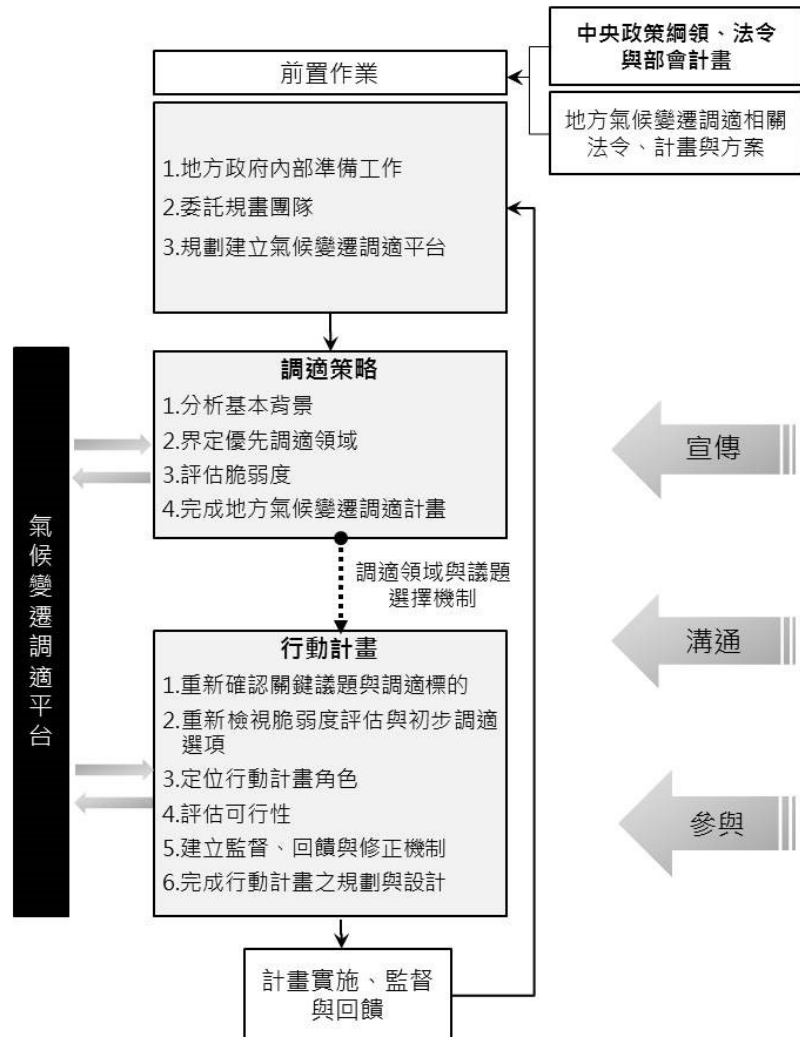 中央政策綱領、法令
與部會計畫
前置作業
地方氣候變遷調適相關
法令、計畫與方案
1.地方政府內部準備工作
2.委託規畫團隊
3.規劃建立氣候變遷調適平台
調適策略
1.分析基本背景
2.界定優先調適領域
3.評估脆弱度
4.完成地方氣候變遷調適計畫
宣傳
氣候變遷調適平台
調適領域與議題
選擇機制
溝通
行動計畫
1.重新確認關鍵議題與調適標的
2.重新檢視脆弱度評估與初步調適
選項
3.定位行動計畫角色
4.評估可行性
5.建立監督、回饋與修正機制
6.完成行動計畫之規劃與設計
參與
計畫實施、監督
與回饋